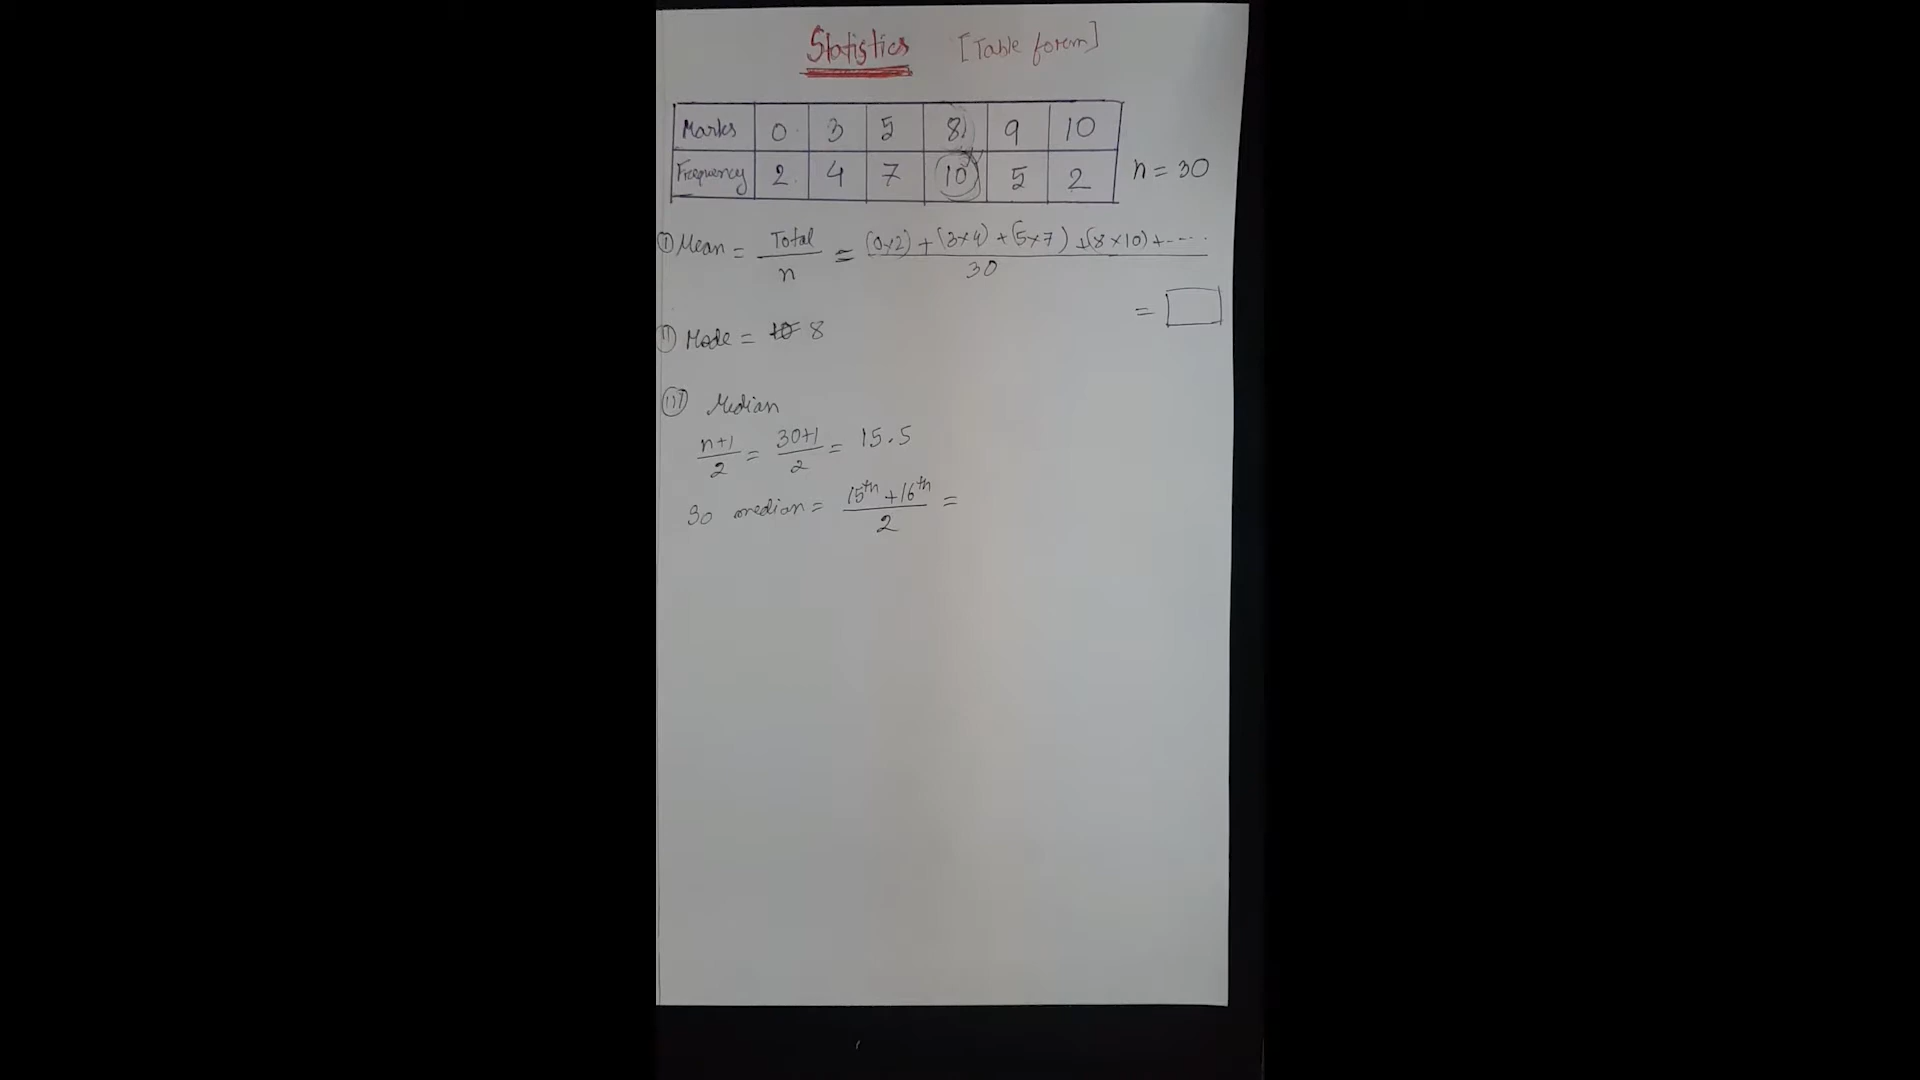 Statistics [Table form]
Marks 0 3 5 8 9 10
Frequency 2 4 7 10 5 2 n = 30
(i) Mean = Total / n = (0×2) + (3×4) + (5×7) + (8×10) + ---- / 30
=
(ii) Mode = 10 8
(iii) Median
n+1 / 2 = 30+1 / 2 = 15.5
So median = 15th + 16th / 2 =